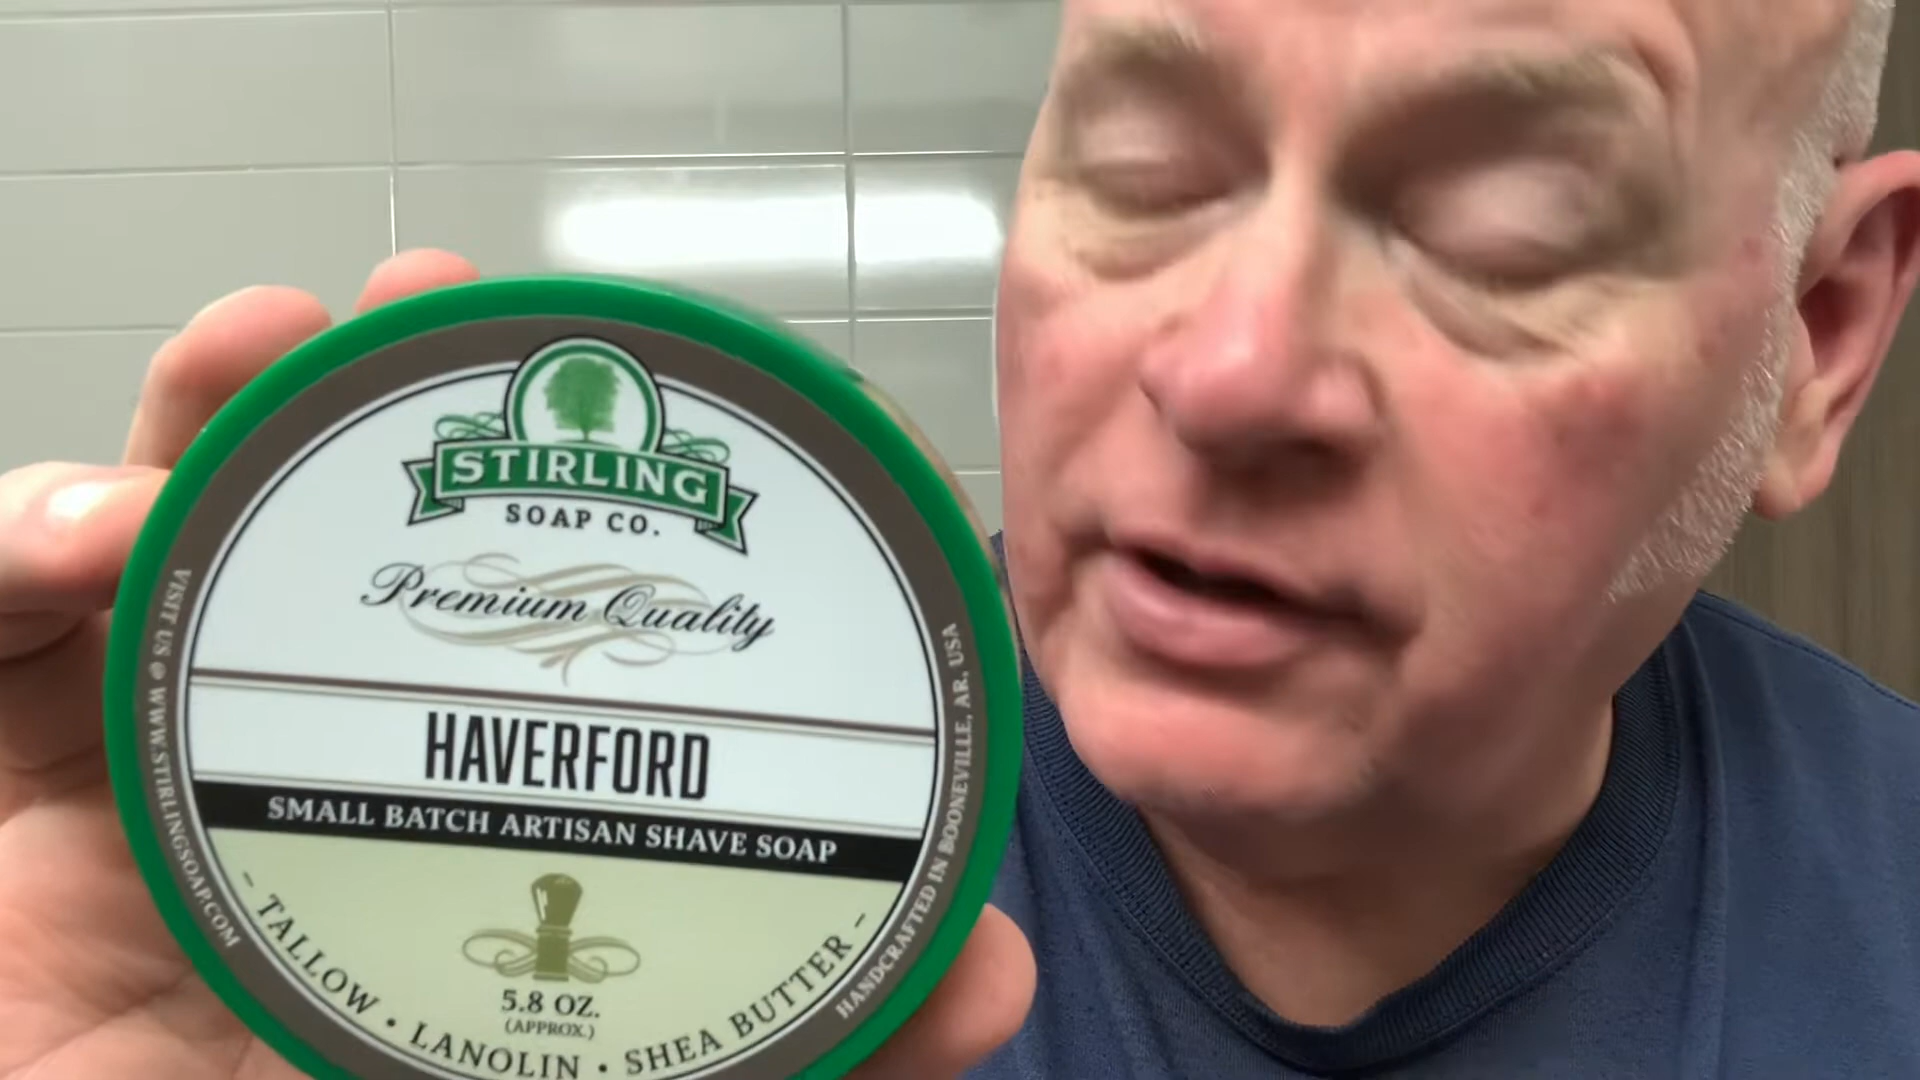 STIRLING
SOAP CO.
Premium Quality
HAVERFORD
SMALL BATCH ARTISAN SHAVE SOAP
5.8 OZ.
(APPROX.)
- TALLOW • LANOLIN • SHEA BUTTER -
VISIT US @ WWW.STIRLINGSOAP.COM
HANDCRAFTED IN BOONEVILLE, AR, USA